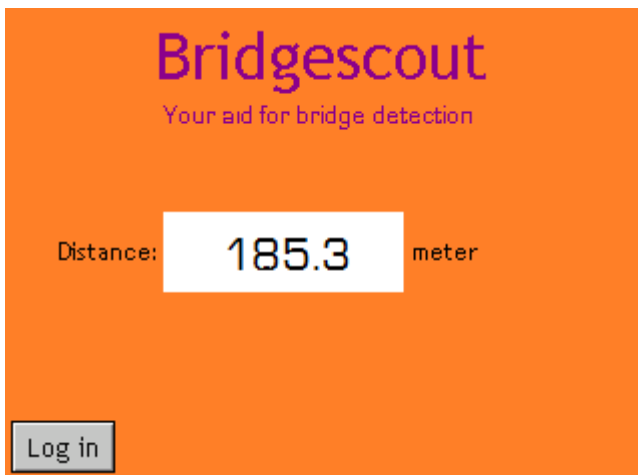 Bridgescout
Your aid for bridge detection
Distance: 185.3 meter
Log in